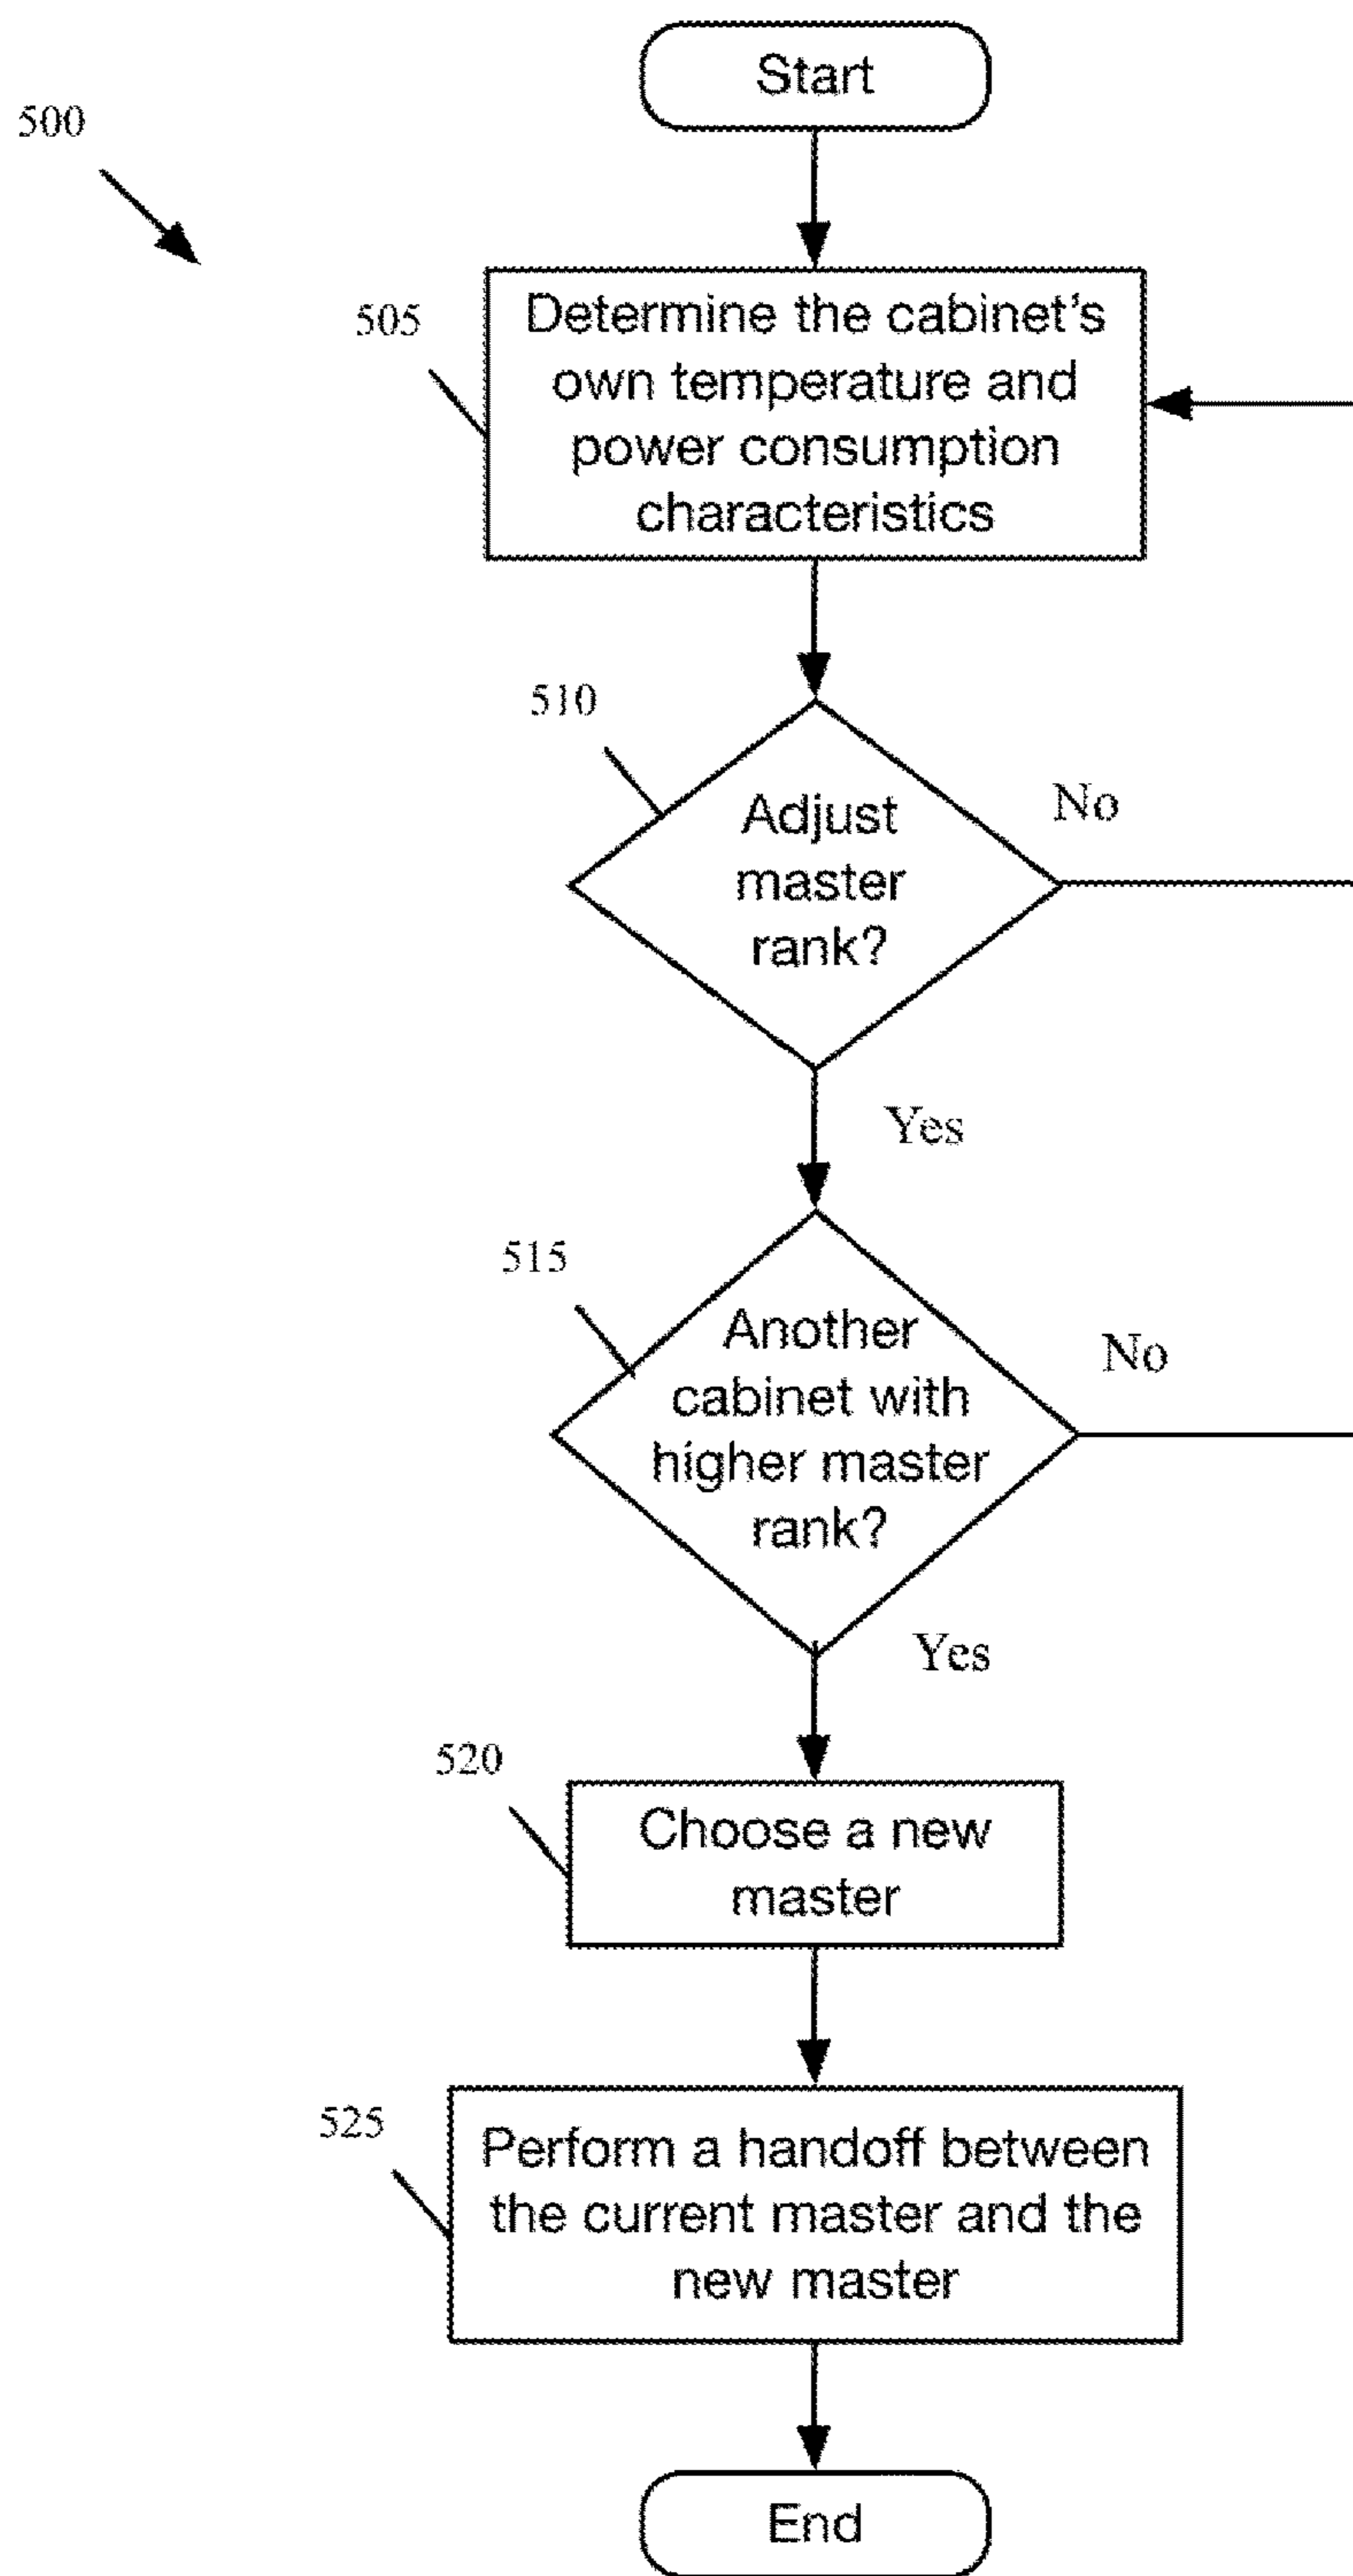 Start
500
505
Determine the cabinet's
own temperature and
power consumption
characteristics
510
Adjust
master
rank?
No
Yes
515
Another
cabinet with
higher master
rank?
No
Yes
520
Choose a new
master
525
Perform a handoff between
the current master and the
new master
End